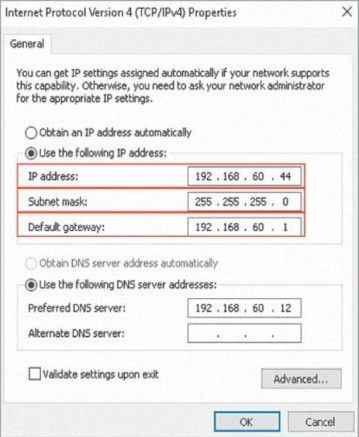 Internet Protocol Version 4 (TCP/IPv4) Properties
General
You can get IP settings assigned automatically if your network supports
this capability. Otherwise, you need to ask your network administrator
for the appropriate IP settings.
Obtain an IP address automatically
Use the following IP address:
IP address: 192 . 168 . 60 . 44
Subnet mask: 255 . 255 . 255 . 0
Default gateway: 192 . 168 . 60 . 1
Obtain DNS server address automatically
Use the following DNS server addresses:
Preferred DNS server: 192 . 168 . 60 . 12
Alternate DNS server: . . .
Validate settings upon exit
Advanced...
OK Cancel